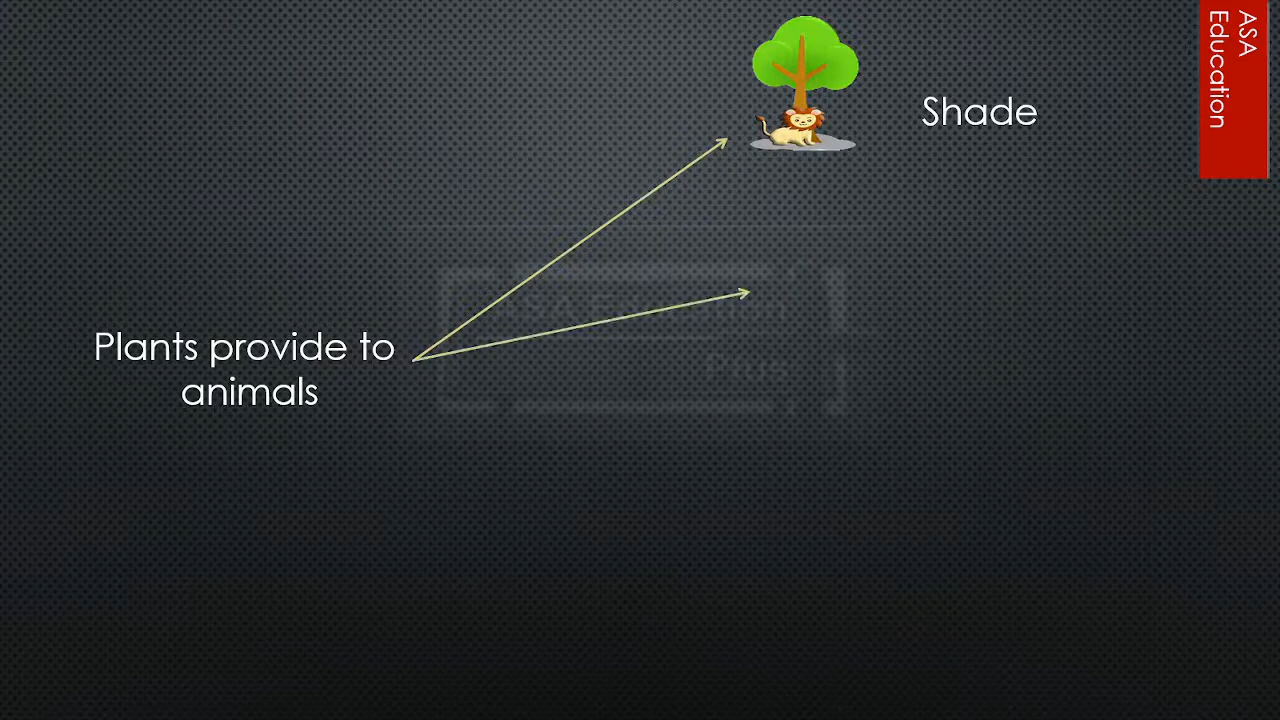 ASA
Education
Shade
Plants provide to
animals